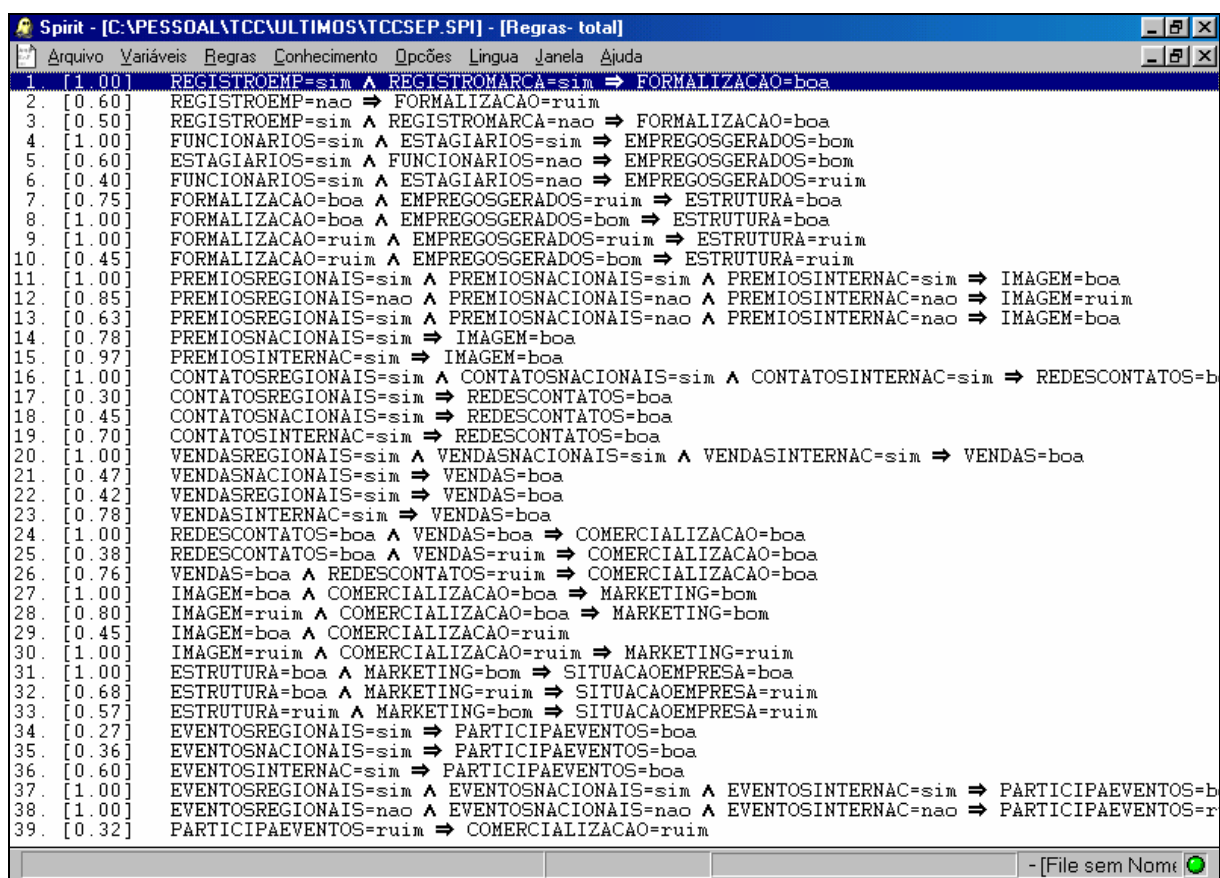 Spirit - [C:\PESSOAL\TCC\ULTIMOS\TCCSEP.SPI] - [Regras- total]
Arquivo Variáveis Regras Conhecimento Opcões Lingua Janela Ajuda
1. [1.00] REGISTROEMP=sim ∧ REGISTROMARCA=sim ⇒ FORMALIZACAO=boa
2. [0.60] REGISTROEMP=nao ⇒ FORMALIZACAO=ruim
3. [0.50] REGISTROEMP=sim ∧ REGISTROMARCA=nao ⇒ FORMALIZACAO=boa
4. [1.00] FUNCIONARIOS=sim ∧ ESTAGIARIOS=sim ⇒ EMPREGOSGERADOS=bom
5. [0.60] ESTAGIARIOS=sim ∧ FUNCIONARIOS=nao ⇒ EMPREGOSGERADOS=bom
6. [0.40] FUNCIONARIOS=sim ∧ ESTAGIARIOS=nao ⇒ EMPREGOSGERADOS=ruim
7. [0.75] FORMALIZACAO=boa ∧ EMPREGOSGERADOS=ruim ⇒ ESTRUTURA=boa
8. [1.00] FORMALIZACAO=boa ∧ EMPREGOSGERADOS=bom ⇒ ESTRUTURA=boa
9. [1.00] FORMALIZACAO=ruim ∧ EMPREGOSGERADOS=ruim ⇒ ESTRUTURA=ruim
10. [0.45] FORMALIZACAO=ruim ∧ EMPREGOSGERADOS=bom ⇒ ESTRUTURA=ruim
11. [1.00] PREMIOSREGIONAIS=sim ∧ PREMIOSNACIONAIS=sim ∧ PREMIOSINTERNAC=sim ⇒ IMAGEM=boa
12. [0.85] PREMIOSREGIONAIS=nao ∧ PREMIOSNACIONAIS=nao ∧ PREMIOSINTERNAC=nao ⇒ IMAGEM=ruim
13. [0.63] PREMIOSREGIONAIS=sim ∧ PREMIOSNACIONAIS=nao ∧ PREMIOSINTERNAC=nao ⇒ IMAGEM=boa
14. [0.78] PREMIOSNACIONAIS=sim ⇒ IMAGEM=boa
15. [0.97] PREMIOSINTERNAC=sim ⇒ IMAGEM=boa
16. [1.00] CONTATOSREGIONAIS=sim ∧ CONTATOSNACIONAIS=sim ∧ CONTATOSINTERNAC=sim ⇒ REDESCONTATOS=b
17. [0.30] CONTATOSREGIONAIS=sim ⇒ REDESCONTATOS=boa
18. [0.45] CONTATOSNACIONAIS=sim ⇒ REDESCONTATOS=boa
19. [0.70] CONTATOSINTERNAC=sim ⇒ REDESCONTATOS=boa
20. [1.00] VENDASREGIONAIS=sim ∧ VENDASNACIONAIS=sim ∧ VENDASINTERNAC=sim ⇒ VENDAS=boa
21. [0.47] VENDASNACIONAIS=sim ⇒ VENDAS=boa
22. [0.42] VENDASREGIONAIS=sim ⇒ VENDAS=boa
23. [0.78] VENDASINTERNAC=sim ⇒ VENDAS=boa
24. [1.00] REDESCONTATOS=boa ∧ VENDAS=boa ⇒ COMERCIALIZACAO=boa
25. [0.38] REDESCONTATOS=boa ∧ VENDAS=ruim ⇒ COMERCIALIZACAO=boa
26. [0.76] VENDAS=boa ∧ REDESCONTATOS=ruim ⇒ COMERCIALIZACAO=boa
27. [1.00] IMAGEM=boa ∧ COMERCIALIZACAO=boa ⇒ MARKETING=bom
28. [0.80] IMAGEM=ruim ∧ COMERCIALIZACAO=boa ⇒ MARKETING=bom
29. [0.45] IMAGEM=boa ∧ COMERCIALIZACAO=ruim
30. [1.00] IMAGEM=ruim ∧ COMERCIALIZACAO=ruim ⇒ MARKETING=ruim
31. [1.00] ESTRUTURA=boa ∧ MARKETING=bom ⇒ SITUACAOEMPRESA=boa
32. [0.68] ESTRUTURA=boa ∧ MARKETING=ruim ⇒ SITUACAOEMPRESA=ruim
33. [0.57] ESTRUTURA=ruim ∧ MARKETING=bom ⇒ SITUACAOEMPRESA=ruim
34. [0.27] EVENTOSREGIONAIS=sim ⇒ PARTICIPAEVENTOS=boa
35. [0.36] EVENTOSNACIONAIS=sim ⇒ PARTICIPAEVENTOS=boa
36. [0.60] EVENTOSINTERNAC=sim ⇒ PARTICIPAEVENTOS=boa
37. [1.00] EVENTOSREGIONAIS=sim ∧ EVENTOSNACIONAIS=sim ∧ EVENTOSINTERNAC=sim ⇒ PARTICIPAEVENTOS=b
38. [1.00] EVENTOSREGIONAIS=nao ∧ EVENTOSNACIONAIS=nao ∧ EVENTOSINTERNAC=nao ⇒ PARTICIPAEVENTOS=r
39. [0.32] PARTICIPAEVENTOS=ruim ⇒ COMERCIALIZACAO=ruim
- [File sem Nome